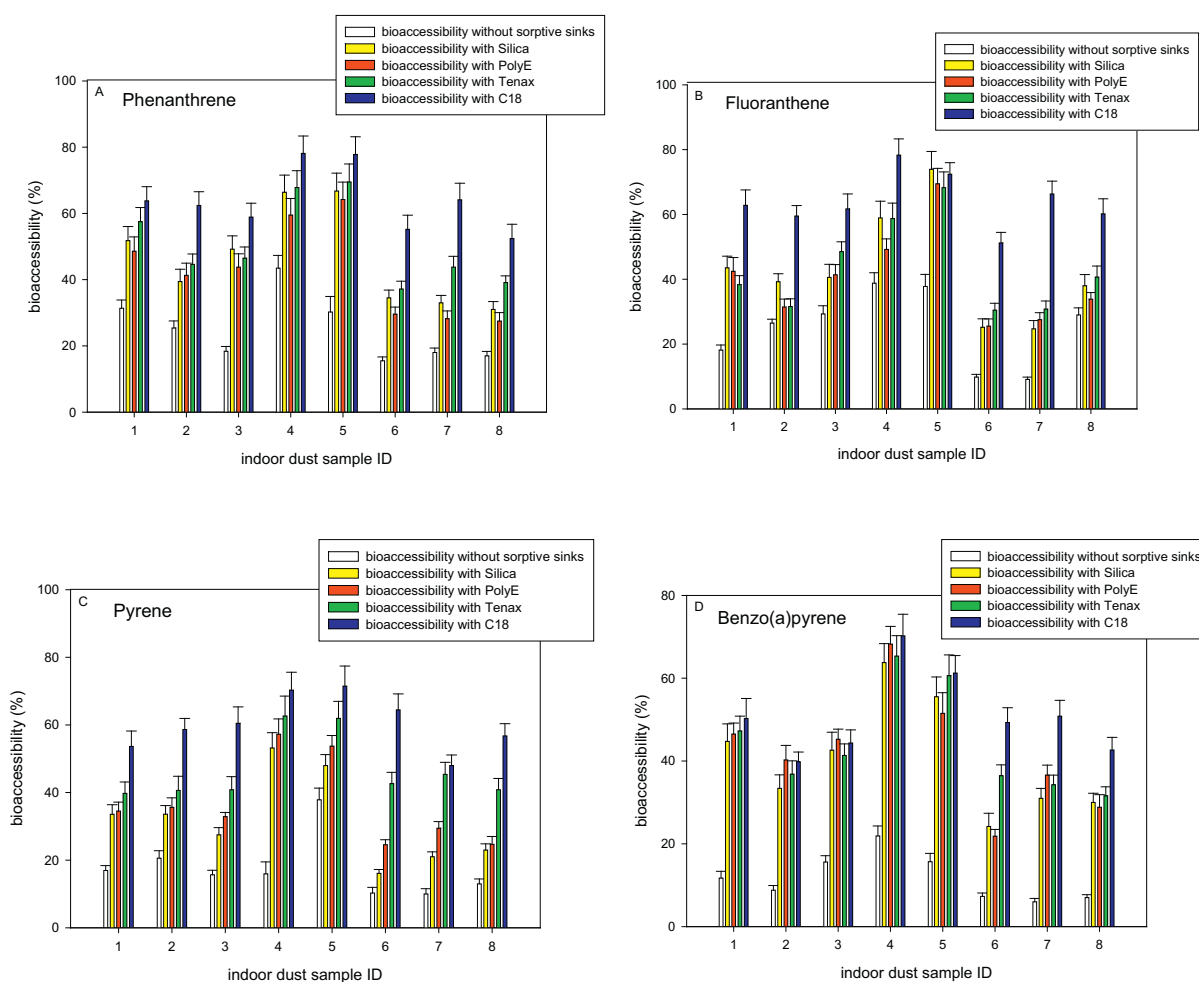 bioaccessibility without sorptive sinks
bioaccessibility with Silica
bioaccessibility with PolyE
bioaccessibility with Tenax
bioaccessibility with C18
A
Phenanthrene
100
80
60
40
20
0
bioaccessibility (%)
1 2 3 4 5 6 7 8
indoor dust sample ID
bioaccessibility without sorptive sinks
bioaccessibility with Silica
bioaccessibility with PolyE
bioaccessibility with Tenax
bioaccessibility with C18
B
Fluoranthene
100
80
60
40
20
0
bioaccessibility (%)
1 2 3 4 5 6 7 8
indoor dust sample ID
bioaccessibility without sorptive sinks
bioaccessibility with Silica
bioaccessibility with PolyE
bioaccessibility with Tenax
bioaccessibility with C18
C
Pyrene
100
80
60
40
20
0
bioaccessibility (%)
1 2 3 4 5 6 7 8
indoor dust sample ID
bioaccessibility without sorptive sinks
bioaccessibility with Silica
bioaccessibility with PolyE
bioaccessibility with Tenax
bioaccessibility with C18
D
Benzo(a)pyrene
80
60
40
20
0
bioaccessibility (%)
1 2 3 4 5 6 7 8
indoor dust sample ID